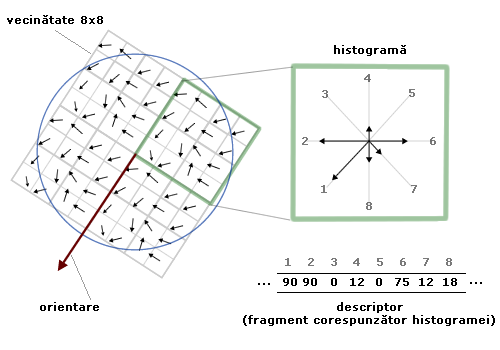 vecinătate 8x8
histogramă
4
3 5
2 6
1 7
8
1 2 3 4 5 6 7 8
... 90 90 0 12 0 75 12 18 ...
orientare
descriptor
(fragment corespunzător histogramei)